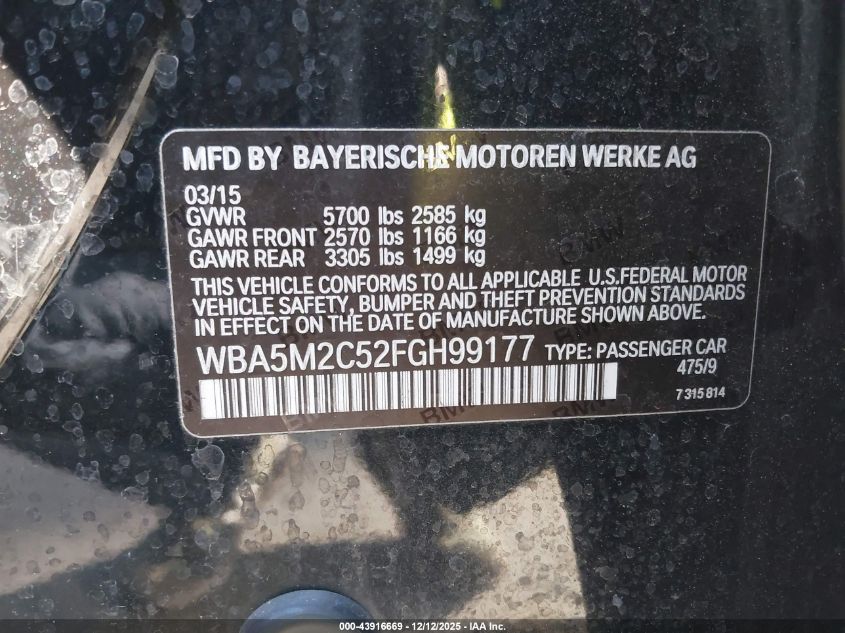 MFD BY BAYERISCHE MOTOREN WERKE AG
03/15
GVWR 5700 lbs 2585 kg
GAWR FRONT 2570 lbs 1166 kg
GAWR REAR 3305 lbs 1499 kg
THIS VEHICLE CONFORMS TO ALL APPLICABLE U.S.FEDERAL MOTOR
VEHICLE SAFETY, BUMPER AND THEFT PREVENTION STANDARDS
IN EFFECT ON THE DATE OF MANUFACTURE SHOWN ABOVE.
WBA5M2C52FGH99177 TYPE: PASSENGER CAR
475/9
7 315 814
000-43916669 - 12/12/2025 - IAA Inc.